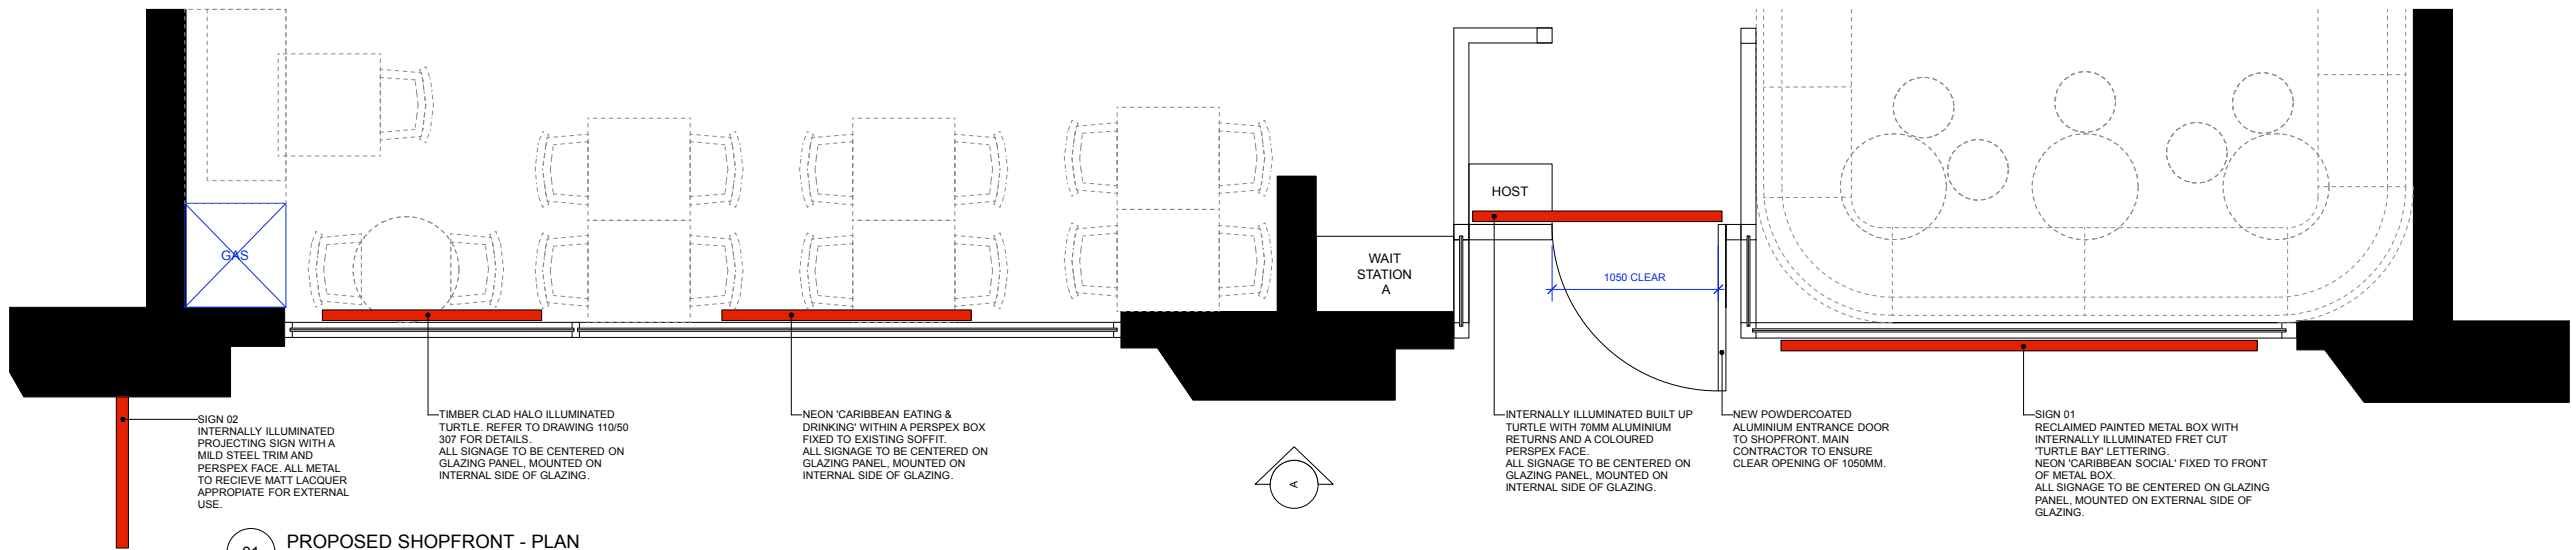 HOST
GAS
WAIT
STATION
A
1050 CLEAR
SIGN 02
INTERNALLY ILLUMINATED
PROJECTING SIGN WITH A
MILD STEEL TRIM AND
PERSPEX FACE. ALL METAL
TO RECIEVE MATT LACQUER
APPROPIATE FOR EXTERNAL
USE.
TIMBER CLAD HALO ILLUMINATED
TURTLE. REFER TO DRAWING 110/50
307 FOR DETAILS.
ALL SIGNAGE TO BE CENTERED ON
GLAZING PANEL, MOUNTED ON
INTERNAL SIDE OF GLAZING.
NEON 'CARIBBEAN EATING &
DRINKING' WITHIN A PERSPEX BOX
FIXED TO EXISTING SOFFIT.
ALL SIGNAGE TO BE CENTERED ON
GLAZING PANEL, MOUNTED ON
INTERNAL SIDE OF GLAZING.
A
INTERNALLY ILLUMINATED BUILT UP
TURTLE WITH 70MM ALUMINIUM
RETURNS AND A COLOURED
PERSPEX FACE.
ALL SIGNAGE TO BE CENTERED ON
GLAZING PANEL, MOUNTED ON
INTERNAL SIDE OF GLAZING.
NEW POWDERCOATED
ALUMINIUM ENTRANCE DOOR
TO SHOPFRONT. MAIN
CONTRACTOR TO ENSURE
CLEAR OPENING OF 1050MM.
SIGN 01
RECLAIMED PAINTED METAL BOX WITH
INTERNALLY ILLUMINATED FRET CUT
'TURTLE BAY' LETTERING.
NEON 'CARIBBEAN SOCIAL' FIXED TO FRONT
OF METAL BOX.
ALL SIGNAGE TO BE CENTERED ON GLAZING
PANEL, MOUNTED ON EXTERNAL SIDE OF
GLAZING.
01
PROPOSED SHOPFRONT - PLAN